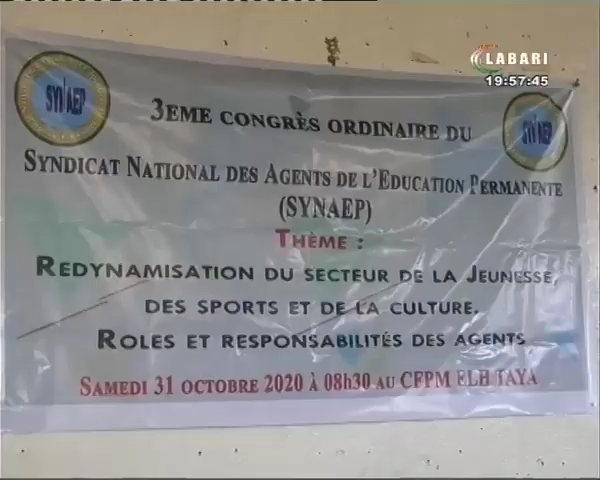 LABARI
19:57:45
SYNAEP
SYNAEP
3EME CONGRÈS ORDINAIRE DU
SYNDICAT NATIONAL DES AGENTS DE L'EDUCATION PERMANENTE
(SYNAEP)
THÈME :
REDYNAMISATION DU SECTEUR DE LA JEUNESSE,
DES SPORTS ET DE LA CULTURE.
ROLES ET RESPONSABILITÉS DES AGENTS
SAMEDI 31 OCTOBRE 2020 À 08H30 AU CFPM ELH TAYA